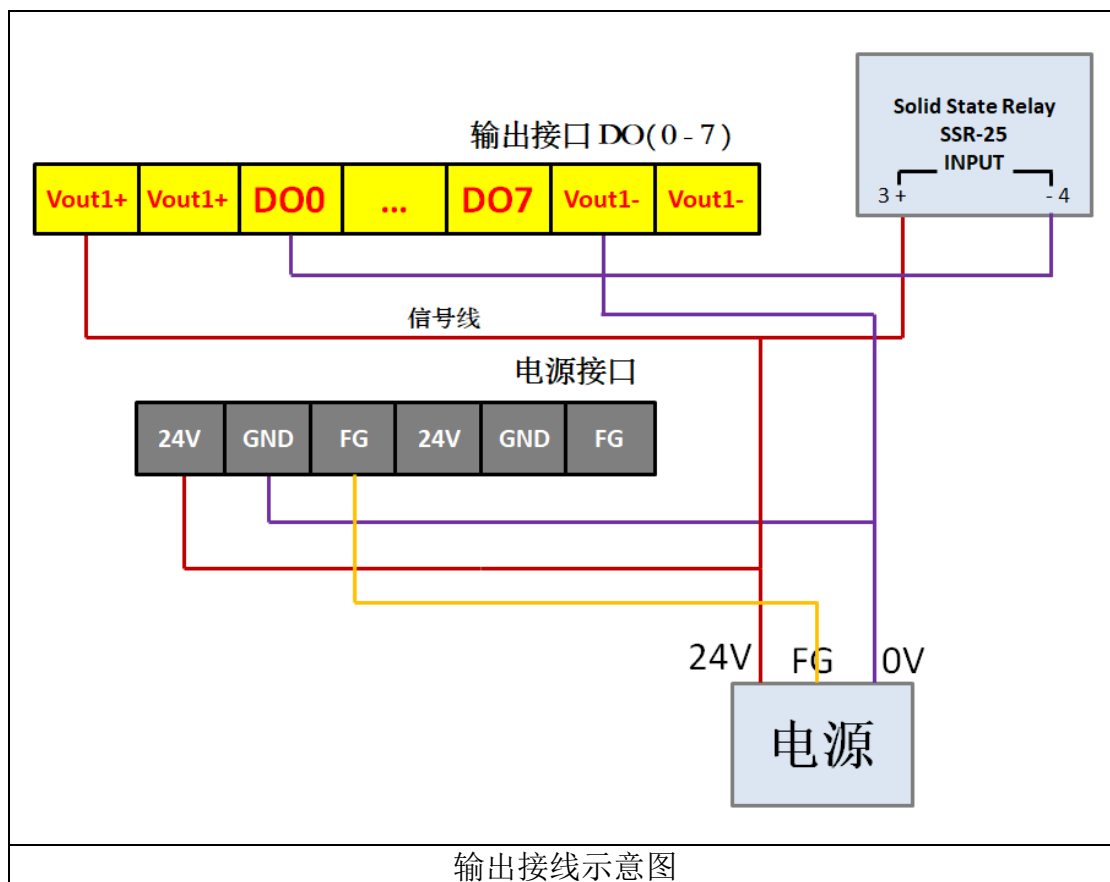 Solid State Relay
SSR-25
INPUT
3 +
- 4
输出接口 DO(0-7)
Vout1+ Vout1+ DO0 ... DO7 Vout1- Vout1-
信号线
电源接口
24V GND FG 24V GND FG
24V FG 0V
电源
输出接线示意图